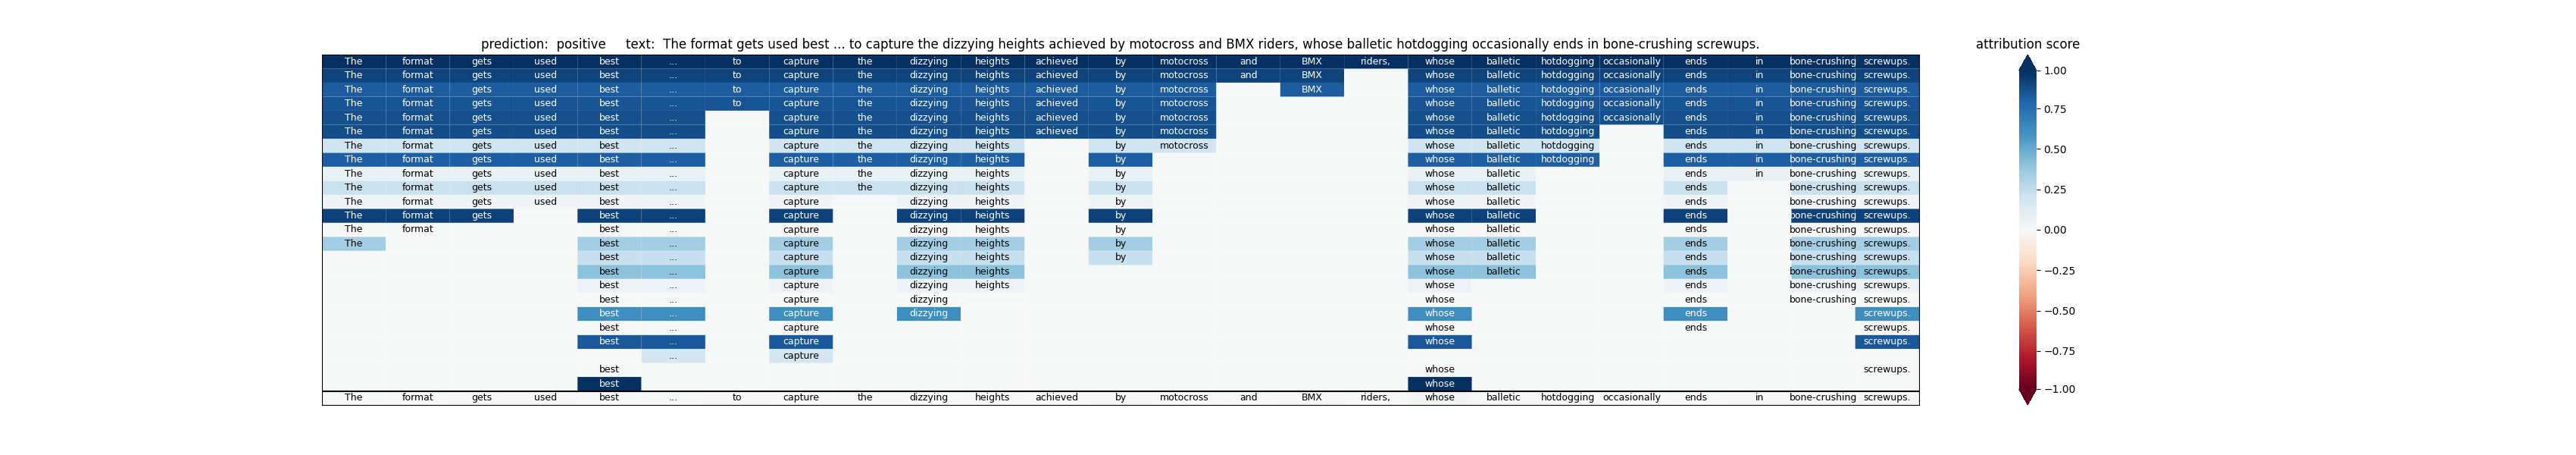 prediction: positive text: The format gets used best ... to capture the dizzying heights achieved by motocross and BMX riders, whose balletic hotdogging occasionally ends in bone-crushing screwups.
attribution score
The format gets used best ... to capture the dizzying heights achieved by motocross and BMX riders, whose balletic hotdogging occasionally ends in bone-crushing screwups.
The format gets used best ... to capture the dizzying heights achieved by motocross and BMX whose balletic hotdogging occasionally ends in bone-crushing screwups.
The format gets used best ... to capture the dizzying heights achieved by motocross BMX whose balletic hotdogging occasionally ends in bone-crushing screwups.
The format gets used best ... to capture the dizzying heights achieved by motocross whose balletic hotdogging occasionally ends in bone-crushing screwups.
The format gets used best ... capture the dizzying heights achieved by motocross whose balletic hotdogging occasionally ends in bone-crushing screwups.
The format gets used best ... capture the dizzying heights achieved by motocross whose balletic hotdogging ends in bone-crushing screwups.
The format gets used best ... capture the dizzying heights by motocross whose balletic hotdogging ends in bone-crushing screwups.
The format gets used best ... capture the dizzying heights by whose balletic hotdogging ends in bone-crushing screwups.
The format gets used best ... capture the dizzying heights by whose balletic ends in bone-crushing screwups.
The format gets used best ... capture the dizzying heights by whose balletic ends bone-crushing screwups.
The format gets used best ... capture dizzying heights by whose balletic ends bone-crushing screwups.
The format gets best ... capture dizzying heights by whose balletic ends bone-crushing screwups.
The format best ... capture dizzying heights by whose balletic ends bone-crushing screwups.
The best ... capture dizzying heights by whose balletic ends bone-crushing screwups.
best ... capture dizzying heights by whose balletic ends bone-crushing screwups.
best ... capture dizzying heights whose balletic ends bone-crushing screwups.
best ... capture dizzying heights whose ends bone-crushing screwups.
best ... capture dizzying whose ends bone-crushing screwups.
best ... capture dizzying whose ends screwups.
best ... capture whose ends screwups.
best ... capture whose screwups.
... capture
best whose screwups.
best whose
The format gets used best ... to capture the dizzying heights achieved by motocross and BMX riders, whose balletic hotdogging occasionally ends in bone-crushing screwups.
1.00
0.75
0.50
0.25
0.00
−0.25
−0.50
−0.75
−1.00